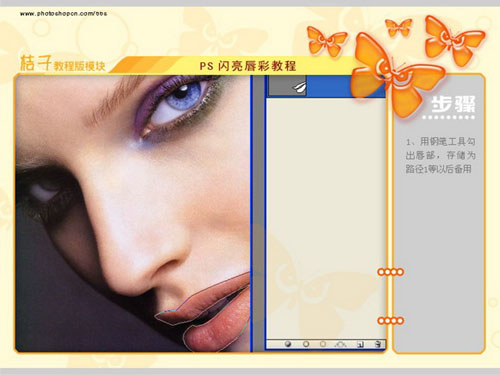 www.photoshopcn.com/bbs
桔子教程版模块
PS 闪亮唇彩教程
步骤
1、用钢笔工具勾
出唇部，存储为
路径1等以后备用